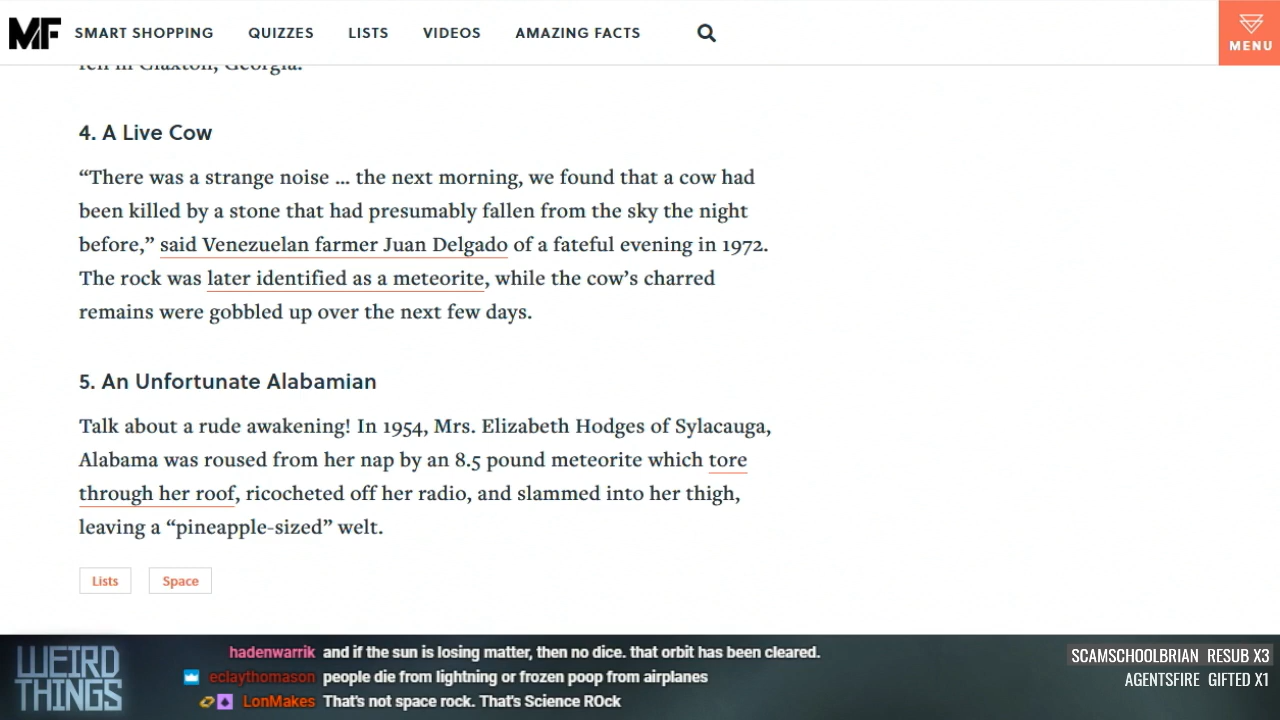 MF SMART SHOPPING QUIZZES LISTS VIDEOS AMAZING FACTS MENU
fell in Claxton, Georgia.
4. A Live Cow
“There was a strange noise ... the next morning, we found that a cow had
been killed by a stone that had presumably fallen from the sky the night
before,” said Venezuelan farmer Juan Delgado of a fateful evening in 1972.
The rock was later identified as a meteorite, while the cow’s charred
remains were gobbled up over the next few days.
5. An Unfortunate Alabamian
Talk about a rude awakening! In 1954, Mrs. Elizabeth Hodges of Sylacauga,
Alabama was roused from her nap by an 8.5 pound meteorite which tore
through her roof, ricocheted off her radio, and slammed into her thigh,
leaving a “pineapple-sized” welt.
Lists Space
WEIRD THINGS
hadenwarrik and if the sun is losing matter, then no dice. that orbit has been cleared.
eclaythomason people die from lightning or frozen poop from airplanes
LonMakes That's not space rock. That's Science ROck
SCAMSCHOOLBRIAN RESUB X3
AGENTSFIRE GIFTED X1